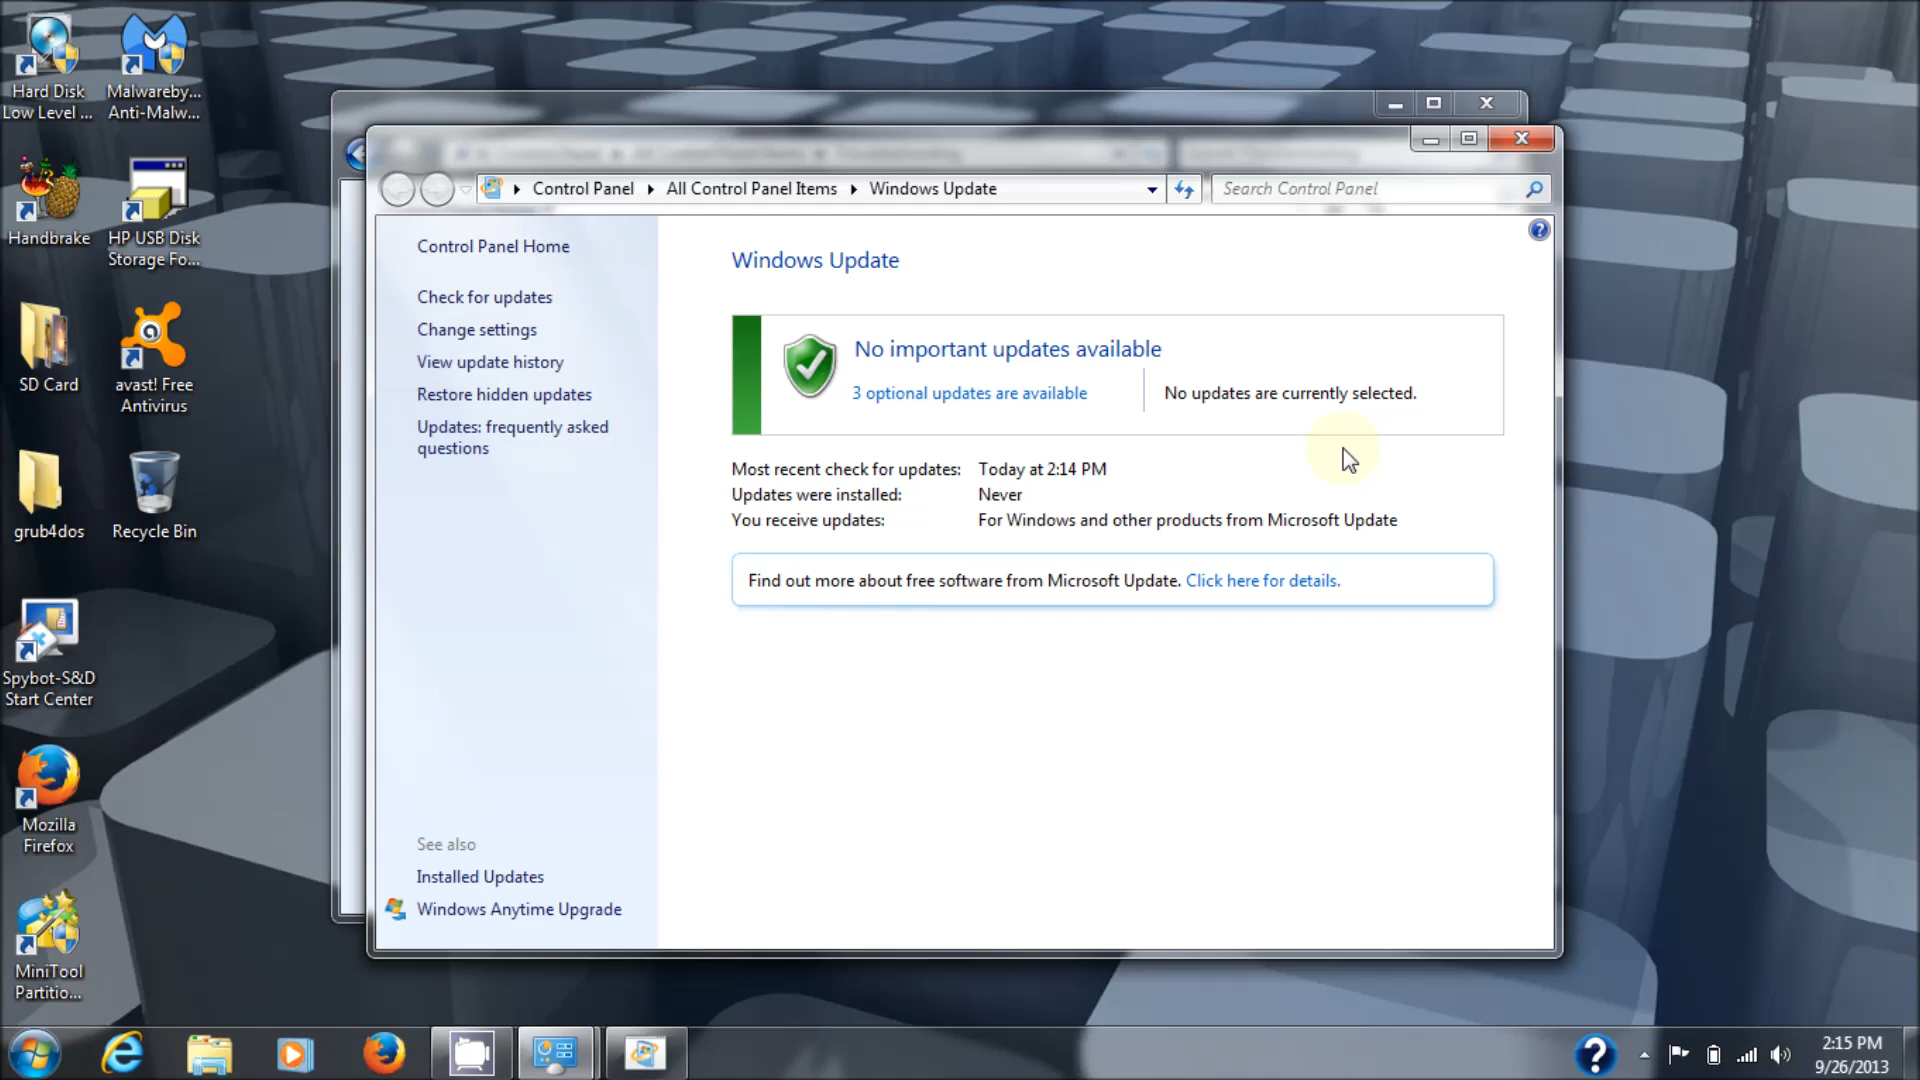 Hard Disk
Low Level ...
Malwareby...
Anti-Malw...
Handbrake
HP USB Disk
Storage Fo...
SD Card
avast! Free
Antivirus
grub4dos
Recycle Bin
Spybot-S&D
Start Center
Mozilla
Firefox
MiniTool
Partitio...
Control Panel
All Control Panel Items
Windows Update
Search Control Panel
Control Panel Home
Check for updates
Change settings
View update history
Restore hidden updates
Updates: frequently asked
questions
See also
Installed Updates
Windows Anytime Upgrade
Windows Update
No important updates available
3 optional updates are available
No updates are currently selected.
Most recent check for updates: Today at 2:14 PM
Updates were installed: Never
You receive updates: For Windows and other products from Microsoft Update
Find out more about free software from Microsoft Update. Click here for details.
2:15 PM
9/26/2013